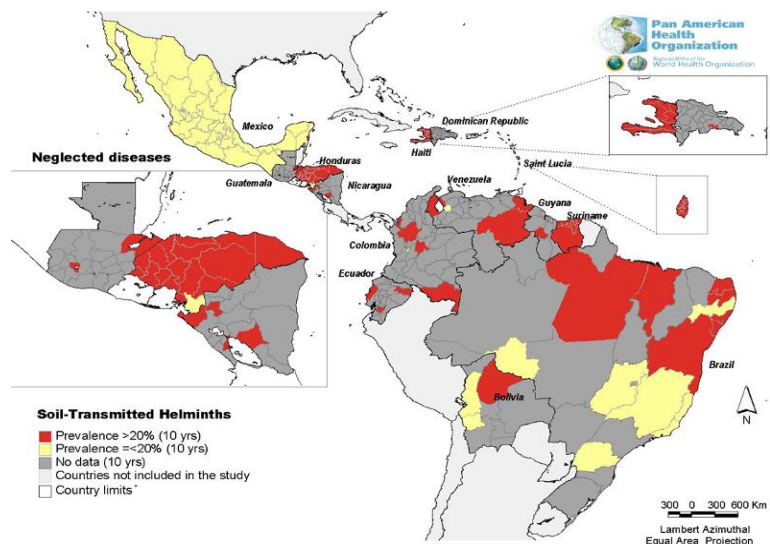 Pan American
Health
Organization
Regional Office of the
World Health Organization
Mexico
Dominican Republic
Neglected diseases
Honduras
Haiti
Saint Lucia
Guatemala
Nicaragua
Venezuela
Guyana
Suriname
Colombia
Ecuador
Brazil
Bolivia
N
Soil-Transmitted Helminths
Prevalence >20% (10 yrs)
Prevalence =<20% (10 yrs)
No data (10 yrs)
Countries not included in the study
Country limits*
300 0 300 600 Km
Lambert Azimuthal
Equal Area Projection